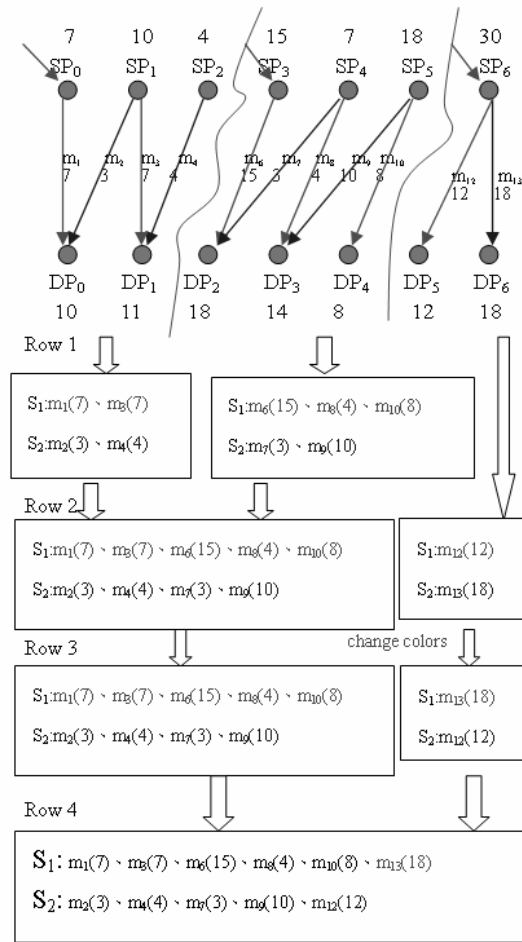 7 10 4 15 7 18 30
SP₀ SP₁ SP₂ SP₃ SP₄ SP₅ SP₆
m₁ m₂ m₃ m₄ m₆ m₇ m₈ m₉ m₁₀ m₁₂ m₁₃
7 3 7 4 15 3 4 10 8 12 18
DP₀ DP₁ DP₂ DP₃ DP₄ DP₅ DP₆
10 11 18 14 8 12 18
Row 1
S₁:m₁(7)、m₃(7)
S₂:m₂(3)、m₄(4)
S₁:m₆(15)、m₈(4)、m₁₀(8)
S₂:m₇(3)、m₉(10)
Row 2
S₁:m₁(7)、m₃(7)、m₆(15)、m₈(4)、m₁₀(8)
S₂:m₂(3)、m₄(4)、m₇(3)、m₉(10)
S₁:m₁₂(12)
S₂:m₁₃(18)
change colors
Row 3
S₁:m₁(7)、m₃(7)、m₆(15)、m₈(4)、m₁₀(8)
S₂:m₂(3)、m₄(4)、m₇(3)、m₉(10)
S₁:m₁₃(18)
S₂:m₁₂(12)
Row 4
S₁: m₁(7)、m₃(7)、m₆(15)、m₈(4)、m₁₀(8)、m₁₃(18)
S₂: m₂(3)、m₄(4)、m₇(3)、m₉(10)、m₁₂(12)